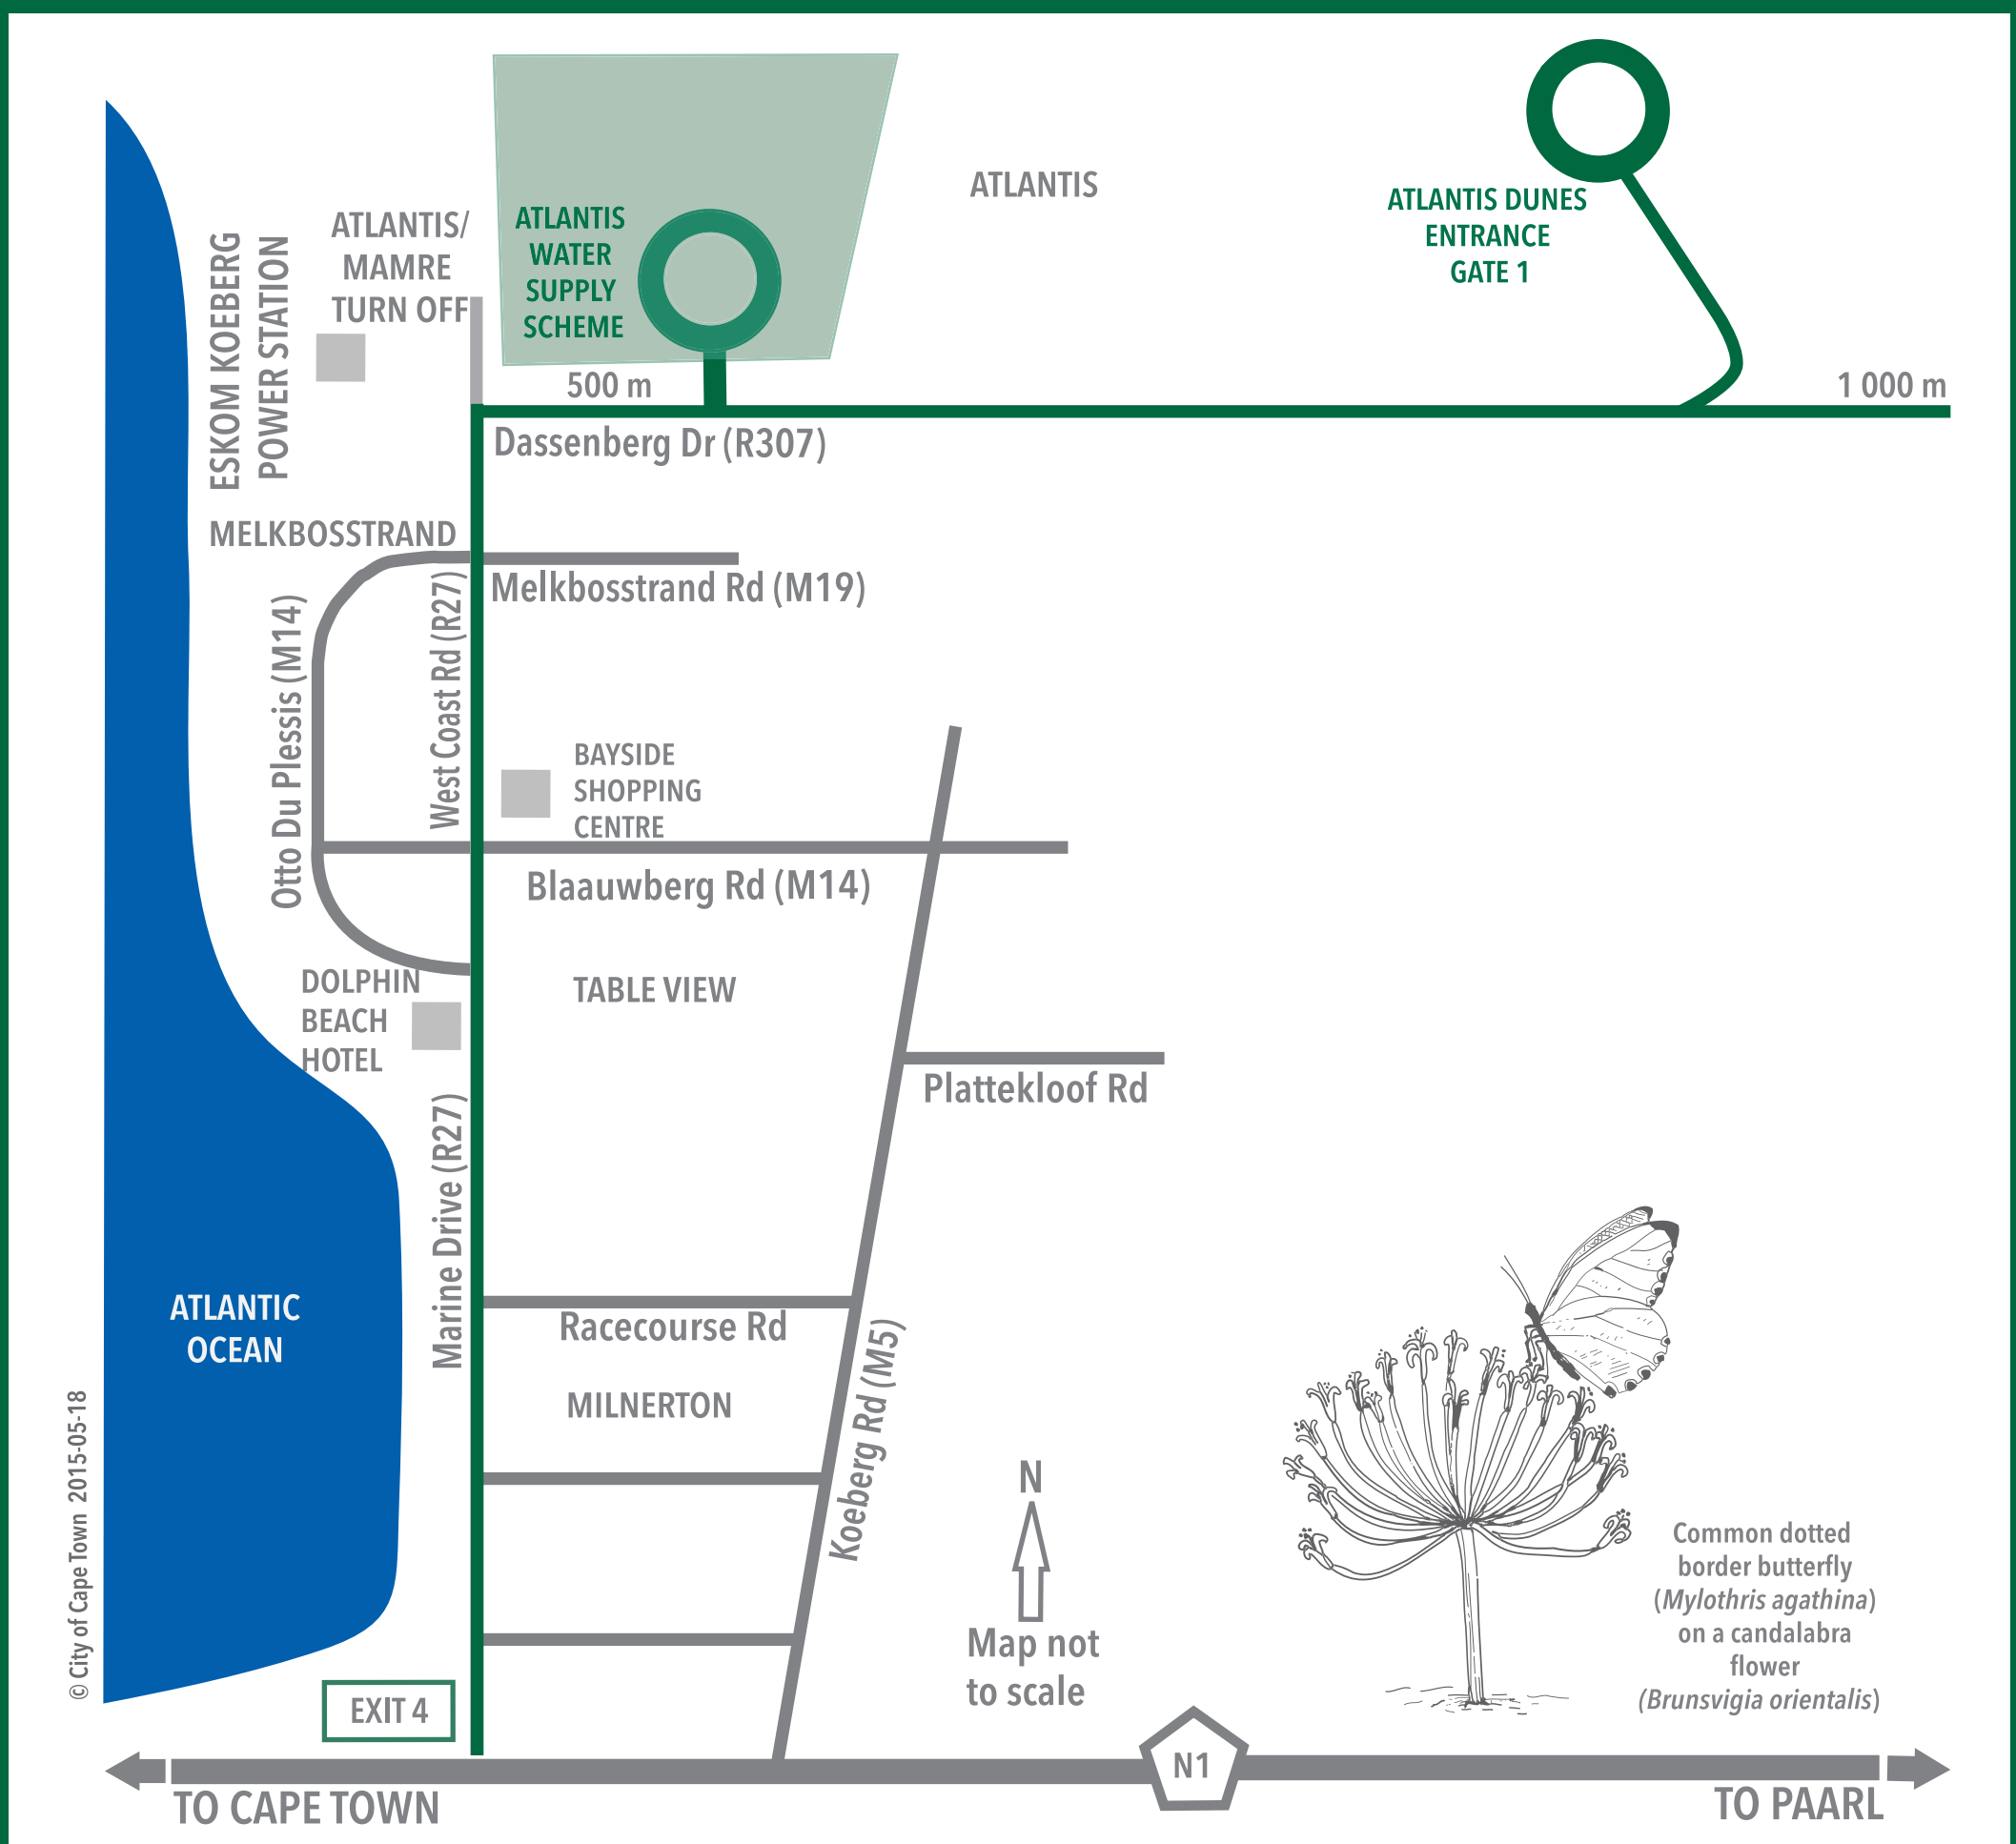 ATLANTIS
ATLANTIS DUNES
ENTRANCE
GATE 1
ATLANTIS/
MAMRE
TURN OFF
ATLANTIS
WATER
SUPPLY
SCHEME
ESKOM KOEBERG
POWER STATION
500 m
1 000 m
Dassenberg Dr (R307)
MELKBOSSTRAND
Melkbosstrand Rd (M19)
Otto Du Plessis (M14)
West Coast Rd (R27)
BAYSIDE
SHOPPING
CENTRE
Blaauwberg Rd (M14)
DOLPHIN
BEACH
HOTEL
TABLE VIEW
Plattekloof Rd
Marine Drive (R27)
ATLANTIC
OCEAN
Racecourse Rd
MILNERTON
Koeberg Rd (M5)
N
Map not
to scale
Common dotted
border butterfly
(Mylothris agathina)
on a candalabra
flower
(Brunsvigia orientalis)
© City of Cape Town 2015-05-18
EXIT 4
N1
TO CAPE TOWN
TO PAARL